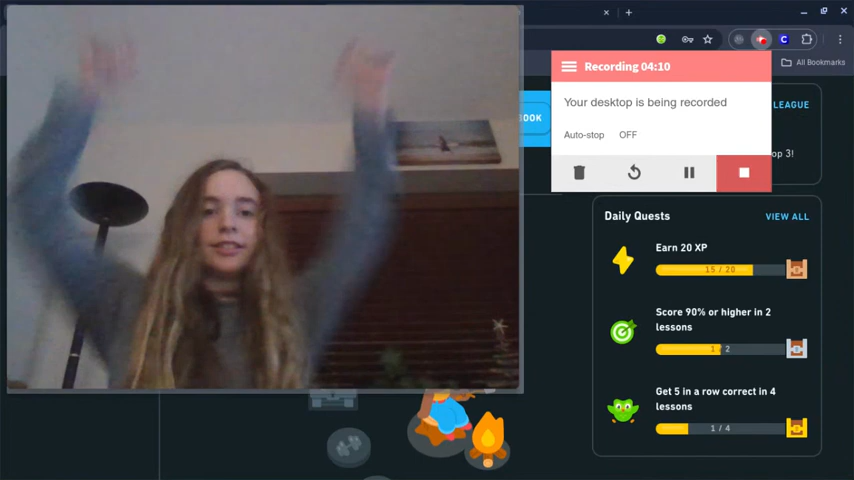 All Bookmarks
Recording 04:10
Your desktop is being recorded
Auto-stop OFF
OOK
LEAGUE
op 3!
Daily Quests
VIEW ALL
Earn 20 XP
15 / 20
Score 90% or higher in 2
lessons
1 / 2
Get 5 in a row correct in 4
lessons
1 / 4